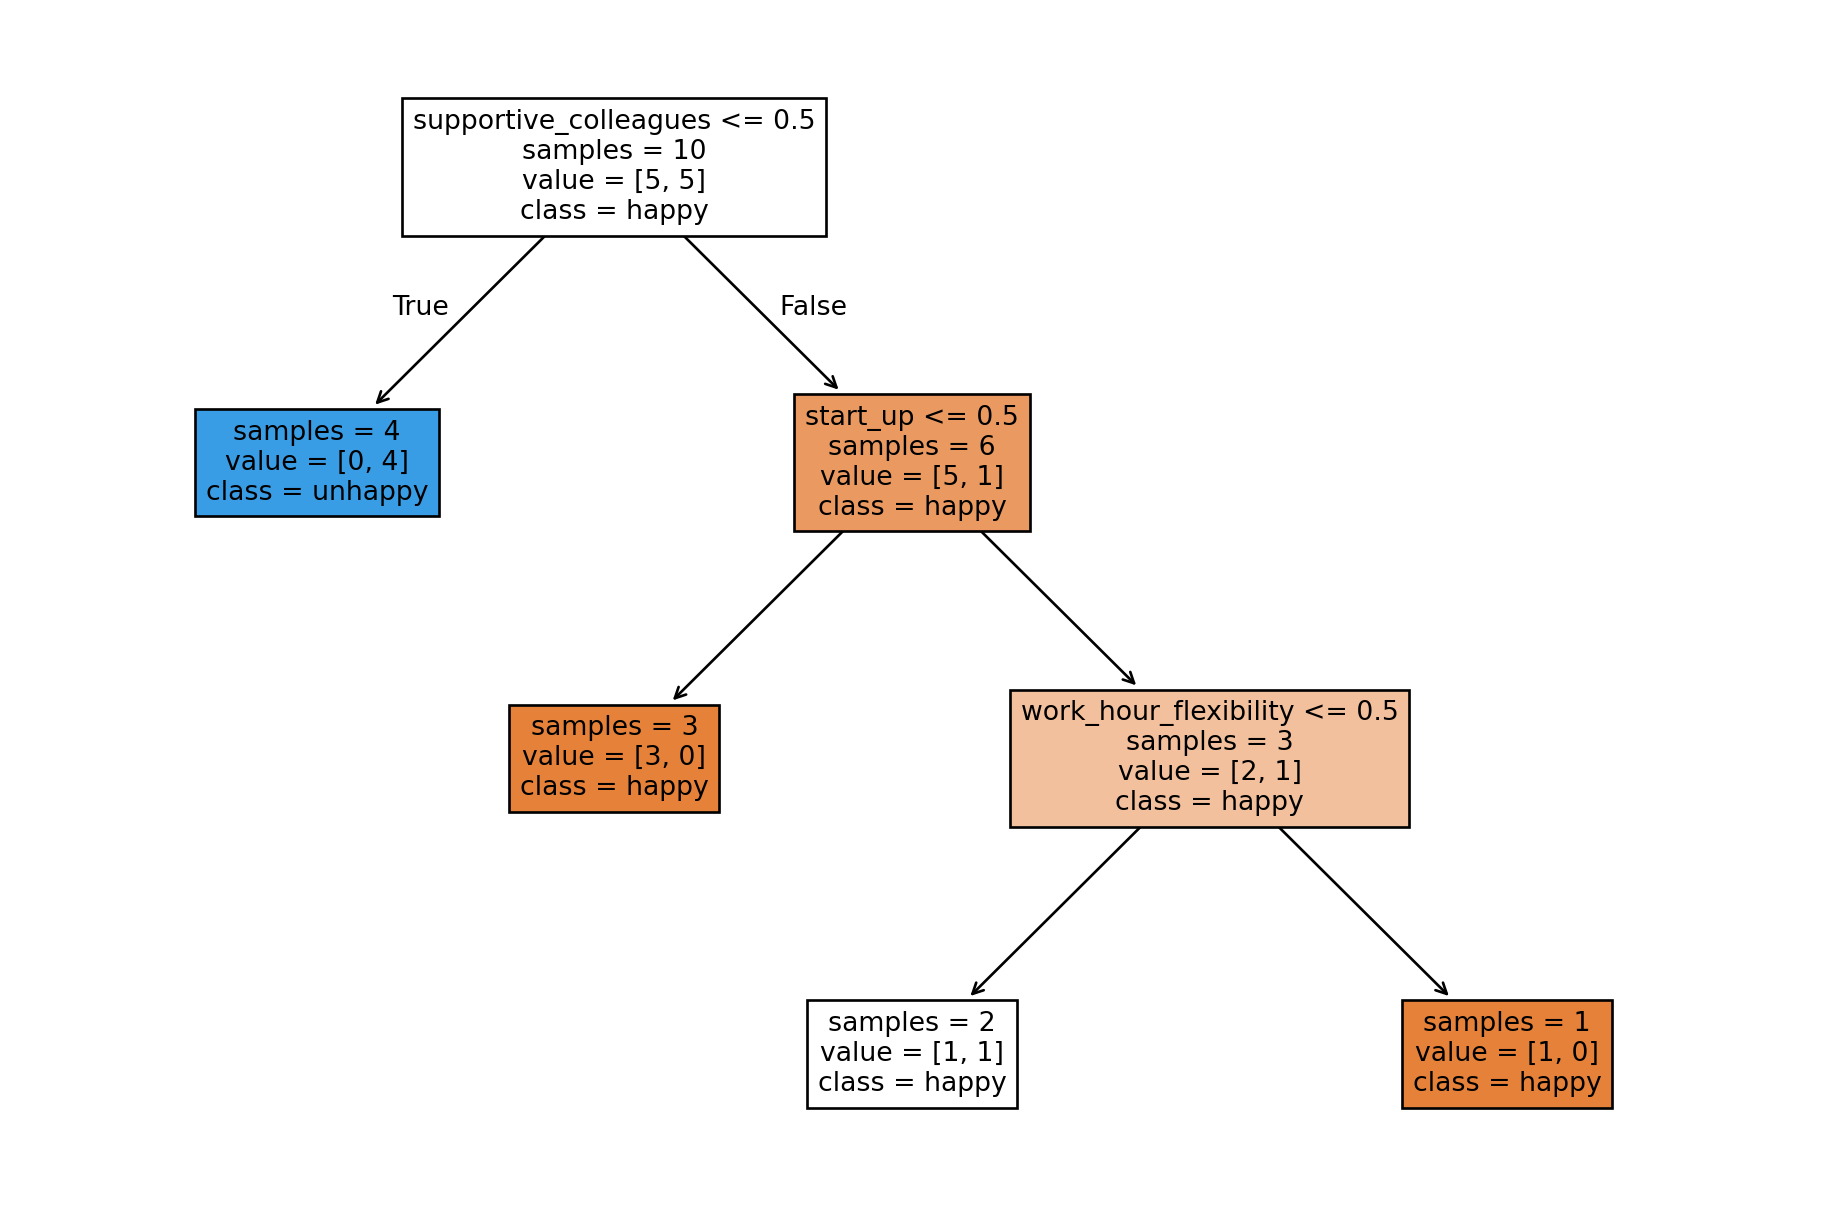 supportive_colleagues <= 0.5
samples = 10
value = [5, 5]
class = happy
True
False
samples = 4
value = [0, 4]
class = unhappy
start_up <= 0.5
samples = 6
value = [5, 1]
class = happy
samples = 3
value = [3, 0]
class = happy
work_hour_flexibility <= 0.5
samples = 3
value = [2, 1]
class = happy
samples = 2
value = [1, 1]
class = happy
samples = 1
value = [1, 0]
class = happy